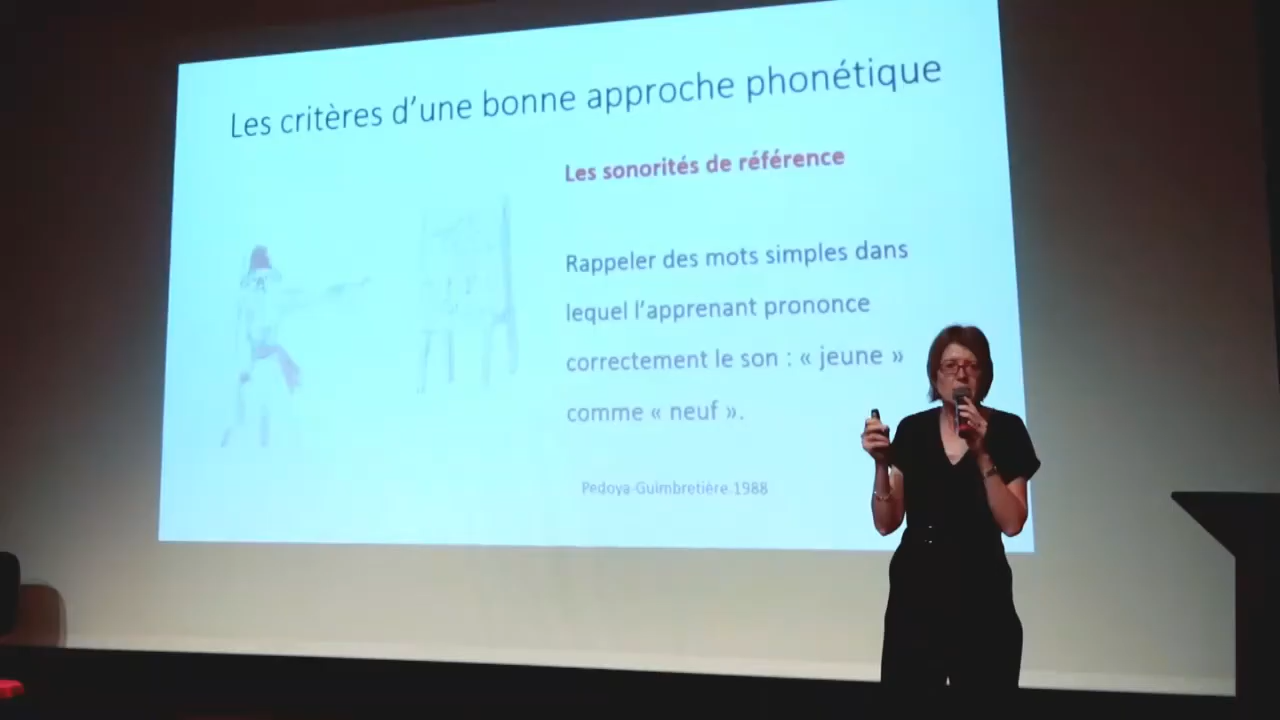 Les critères d’une bonne approche phonétique
Les sonorités de référence
Rappeler des mots simples dans
lequel l’apprenant prononce
correctement le son : « jeune »
comme « neuf ».
Pedoya-Guimbretière 1988